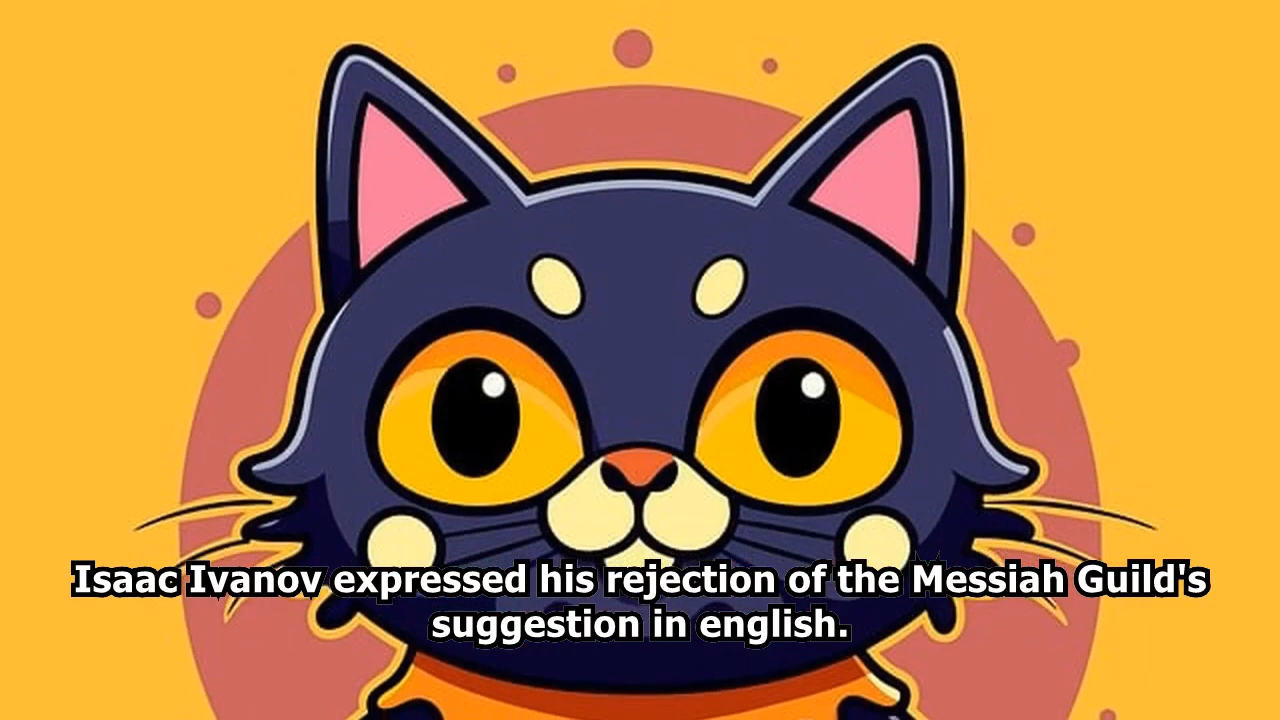 Isaac Ivanov expressed his rejection of the Messiah Guild's
suggestion in english.